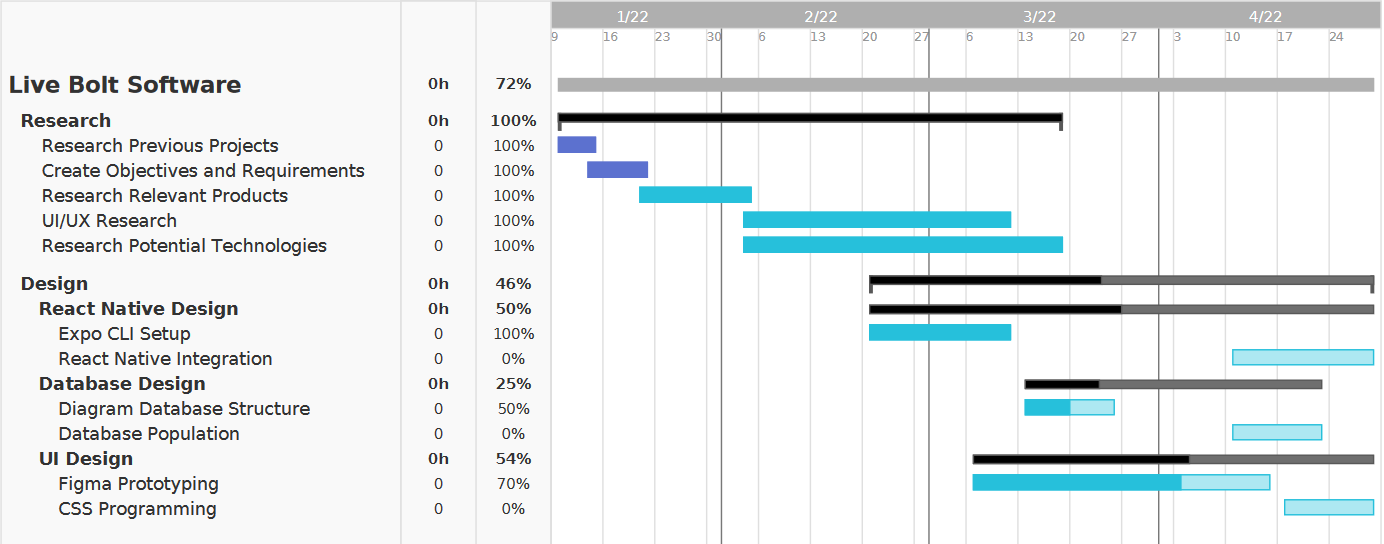 1/22 2/22 3/22 4/22
9 16 23 30 6 13 20 27 6 13 20 27 3 10 17 24
Live Bolt Software 0h 72%
Research 0h 100%
Research Previous Projects 0 100%
Create Objectives and Requirements 0 100%
Research Relevant Products 0 100%
UI/UX Research 0 100%
Research Potential Technologies 0 100%
Design 0h 46%
React Native Design 0h 50%
Expo CLI Setup 0 100%
React Native Integration 0 0%
Database Design 0h 25%
Diagram Database Structure 0 50%
Database Population 0 0%
UI Design 0h 54%
Figma Prototyping 0 70%
CSS Programming 0 0%